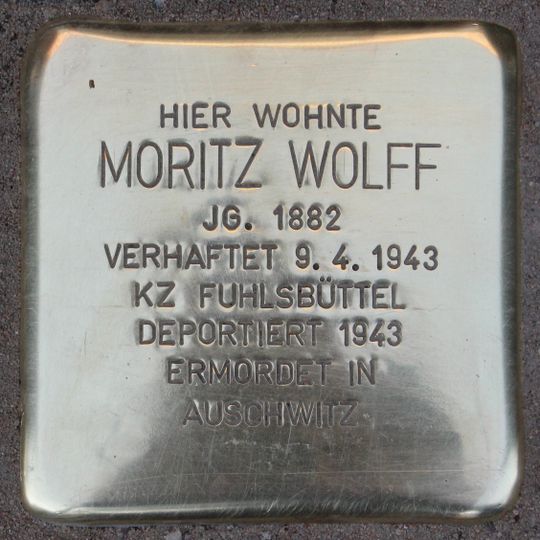 HIER WOHNTE
MORITZ WOLFF
JG. 1882
VERHAFTET 9. 4. 1943
KZ FUHLSBÜTTEL
DEPORTIERT 1943
ERMORDET IN
AUSCHWITZ